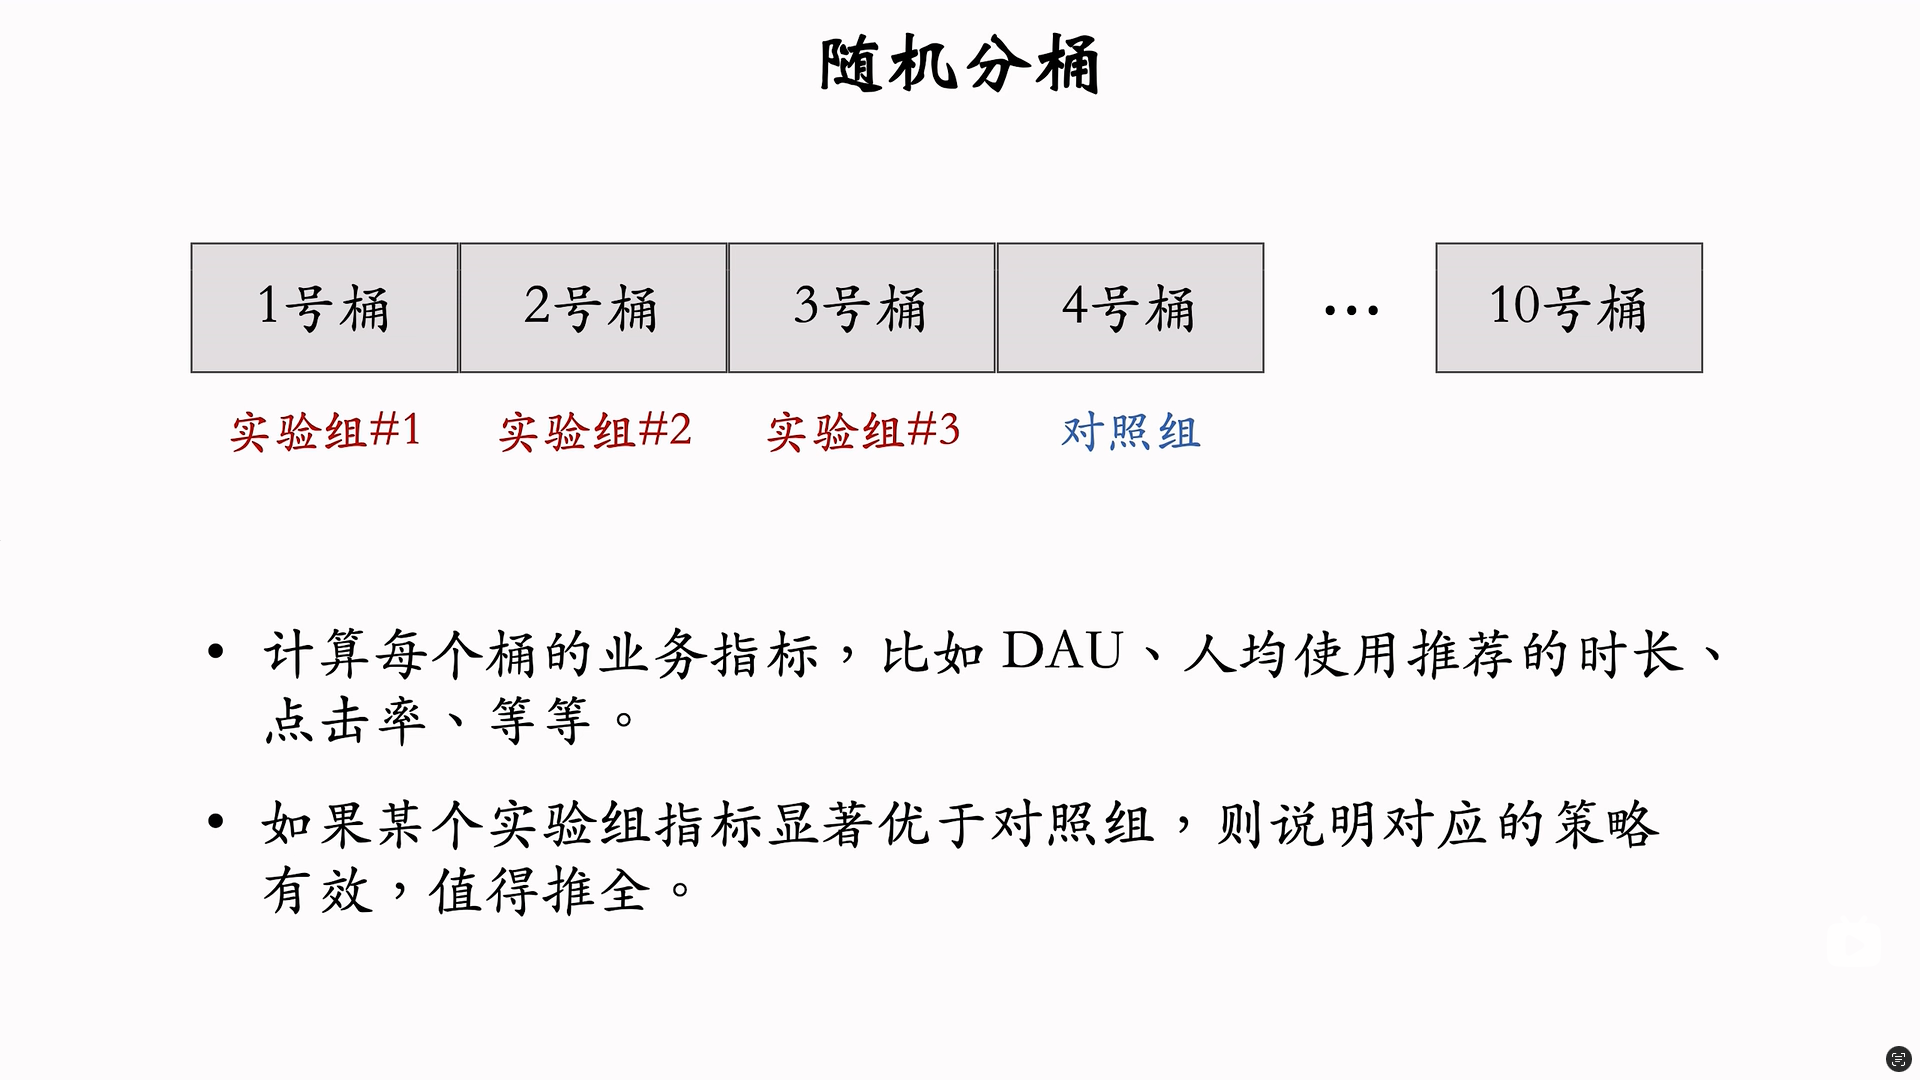 随机分桶
1号桶 2号桶 3号桶 4号桶 … 10号桶
实验组#1 实验组#2 实验组#3 对照组
• 计算每个桶的业务指标，比如 DAU、人均使用推荐的时长、
点击率、等等。
• 如果某个实验组指标显著优于对照组，则说明对应的策略
有效，值得推全。